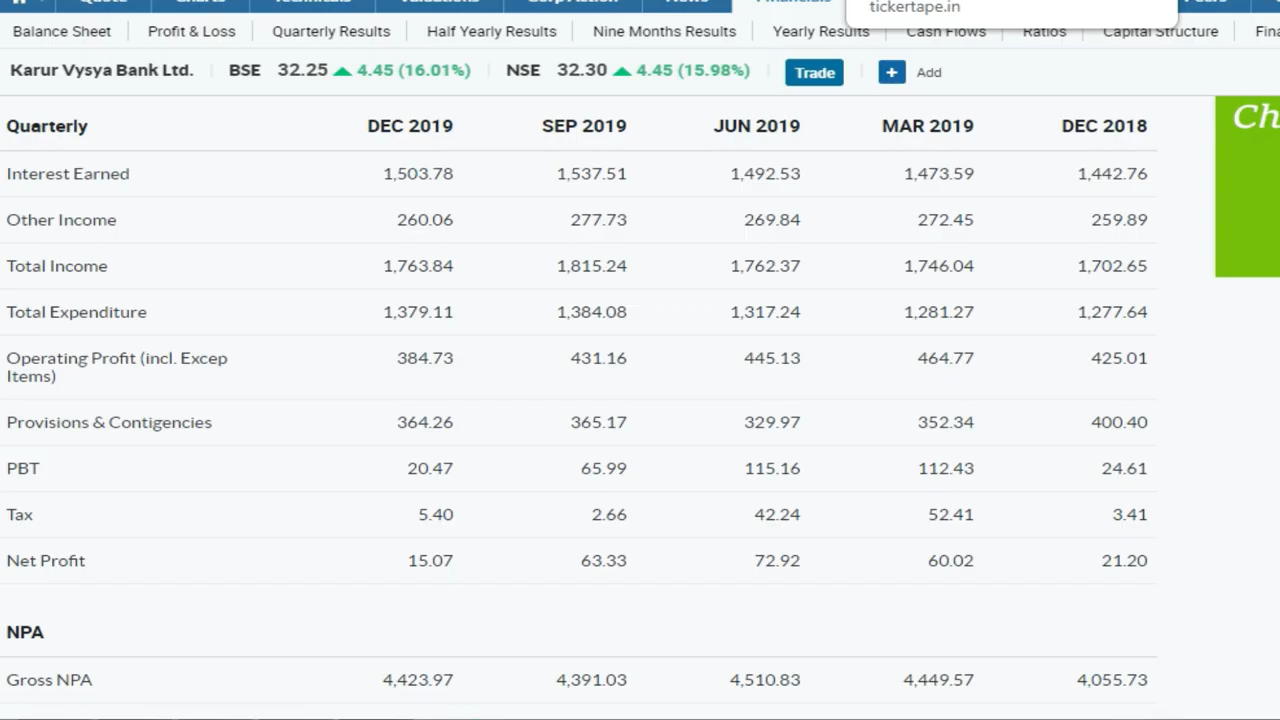 tickertape.in
Balance Sheet Profit & Loss Quarterly Results Half Yearly Results Nine Months Results Yearly Results Cash Flows Ratios Capital Structure
Karur Vysya Bank Ltd. BSE 32.25 4.45 (16.01%) NSE 32.30 4.45 (15.98%) Trade + Add
Ch
Quarterly DEC 2019 SEP 2019 JUN 2019 MAR 2019 DEC 2018
Interest Earned 1,503.78 1,537.51 1,492.53 1,473.59 1,442.76
Other Income 260.06 277.73 269.84 272.45 259.89
Total Income 1,763.84 1,815.24 1,762.37 1,746.04 1,702.65
Total Expenditure 1,379.11 1,384.08 1,317.24 1,281.27 1,277.64
Operating Profit (incl. Excep 384.73 431.16 445.13 464.77 425.01
Items)
Provisions & Contigencies 364.26 365.17 329.97 352.34 400.40
PBT 20.47 65.99 115.16 112.43 24.61
Tax 5.40 2.66 42.24 52.41 3.41
Net Profit 15.07 63.33 72.92 60.02 21.20
NPA
Gross NPA 4,423.97 4,391.03 4,510.83 4,449.57 4,055.73